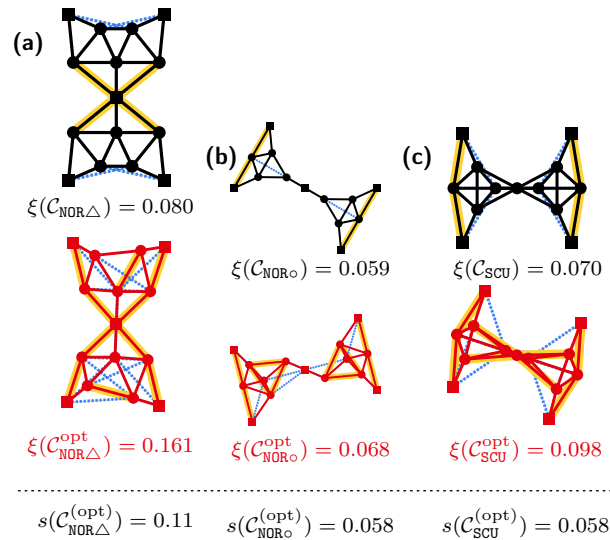 (a)
(b)
(c)
ξ(C_NOR△) = 0.080
ξ(C_NOR○) = 0.059
ξ(C_SCU) = 0.070
ξ(C^opt_NOR△) = 0.161
ξ(C^opt_NOR○) = 0.068
ξ(C^opt_SCU) = 0.098
s(C^(opt)_NOR△) = 0.11
s(C^(opt)_NOR○) = 0.058
s(C^(opt)_SCU) = 0.058